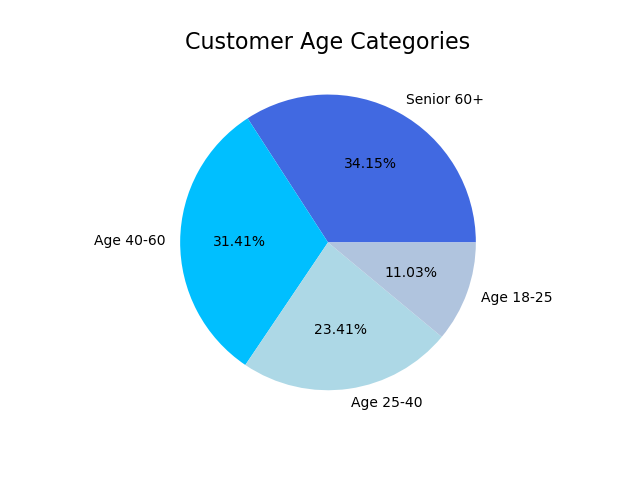 Customer Age Categories
Senior 60+
34.15%
Age 40-60
31.41%
11.03%
Age 18-25
23.41%
Age 25-40